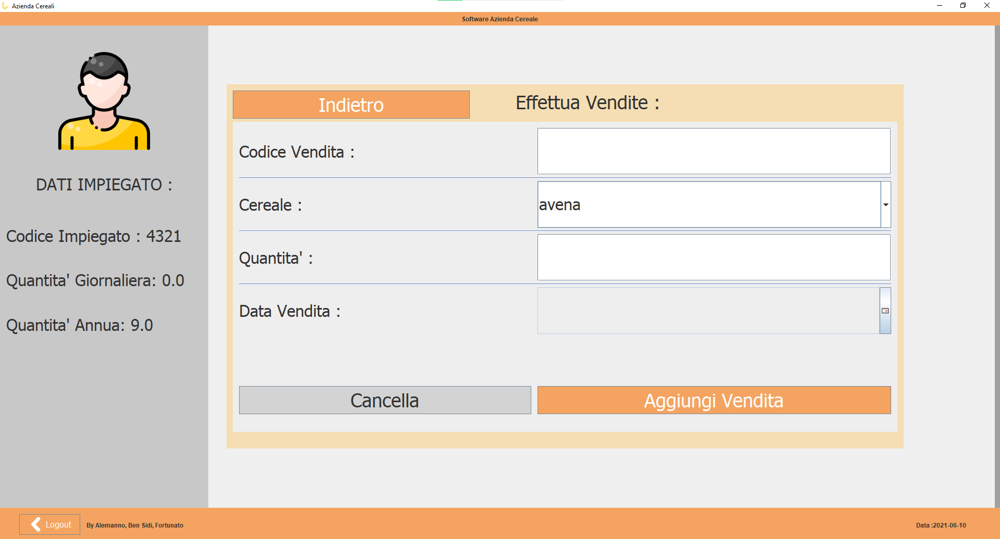 Azienda Cereali
Software Azienda Cereale
DATI IMPIEGATO :
Codice Impiegato : 4321
Quantita' Giornaliera: 0.0
Quantita' Annua: 9.0
Indietro
Effettua Vendite :
Codice Vendita :
Cereale :
avena
Quantita' :
Data Vendita :
Cancella
Aggiungi Vendita
Logout
By Alemanno, Ben Sidi, Fortunato
Data :2021-06-10